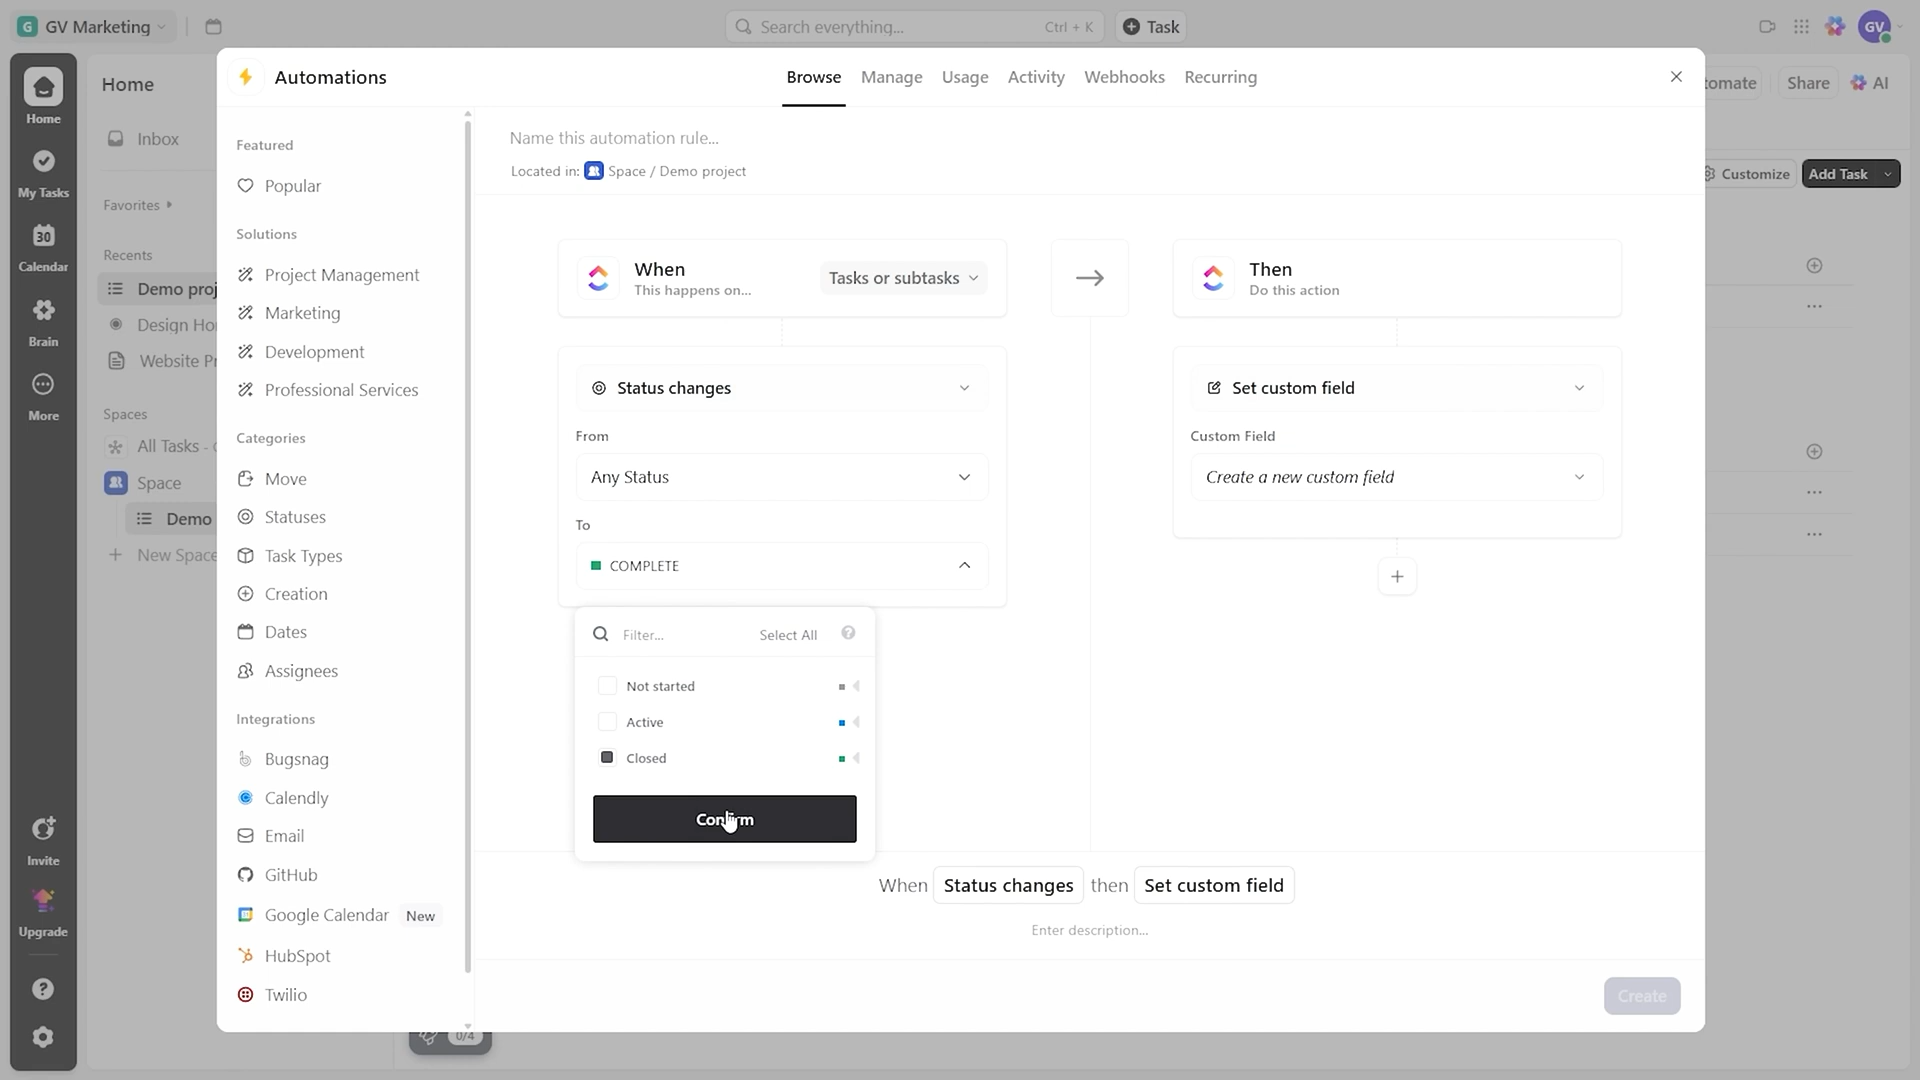 G GV Marketing
Search everything...
Ctrl + K
Task
GV
Home
My Tasks
30
Calendar
Brain
More
Invite
Upgrade
Home
Inbox
Favorites
Recents
Demo proj
Design Ho
Website Pr
Spaces
All Tasks -
Space
Demo
New Space
Automations
Browse
Manage
Usage
Activity
Webhooks
Recurring
Featured
Popular
Solutions
Project Management
Marketing
Development
Professional Services
Categories
Move
Statuses
Task Types
Creation
Dates
Assignees
Integrations
Bugsnag
Calendly
Email
GitHub
Google Calendar New
HubSpot
Twilio
Name this automation rule...
Located in: Space / Demo project
When
This happens on...
Tasks or subtasks
Status changes
From
Any Status
To
COMPLETE
Filter...
Select All
?
Not started
Active
Closed
Confirm
Then
Do this action
Set custom field
Custom Field
Create a new custom field
When Status changes then Set custom field
Enter description...
Create
tomate
Share
AI
Customize
Add Task
0/4